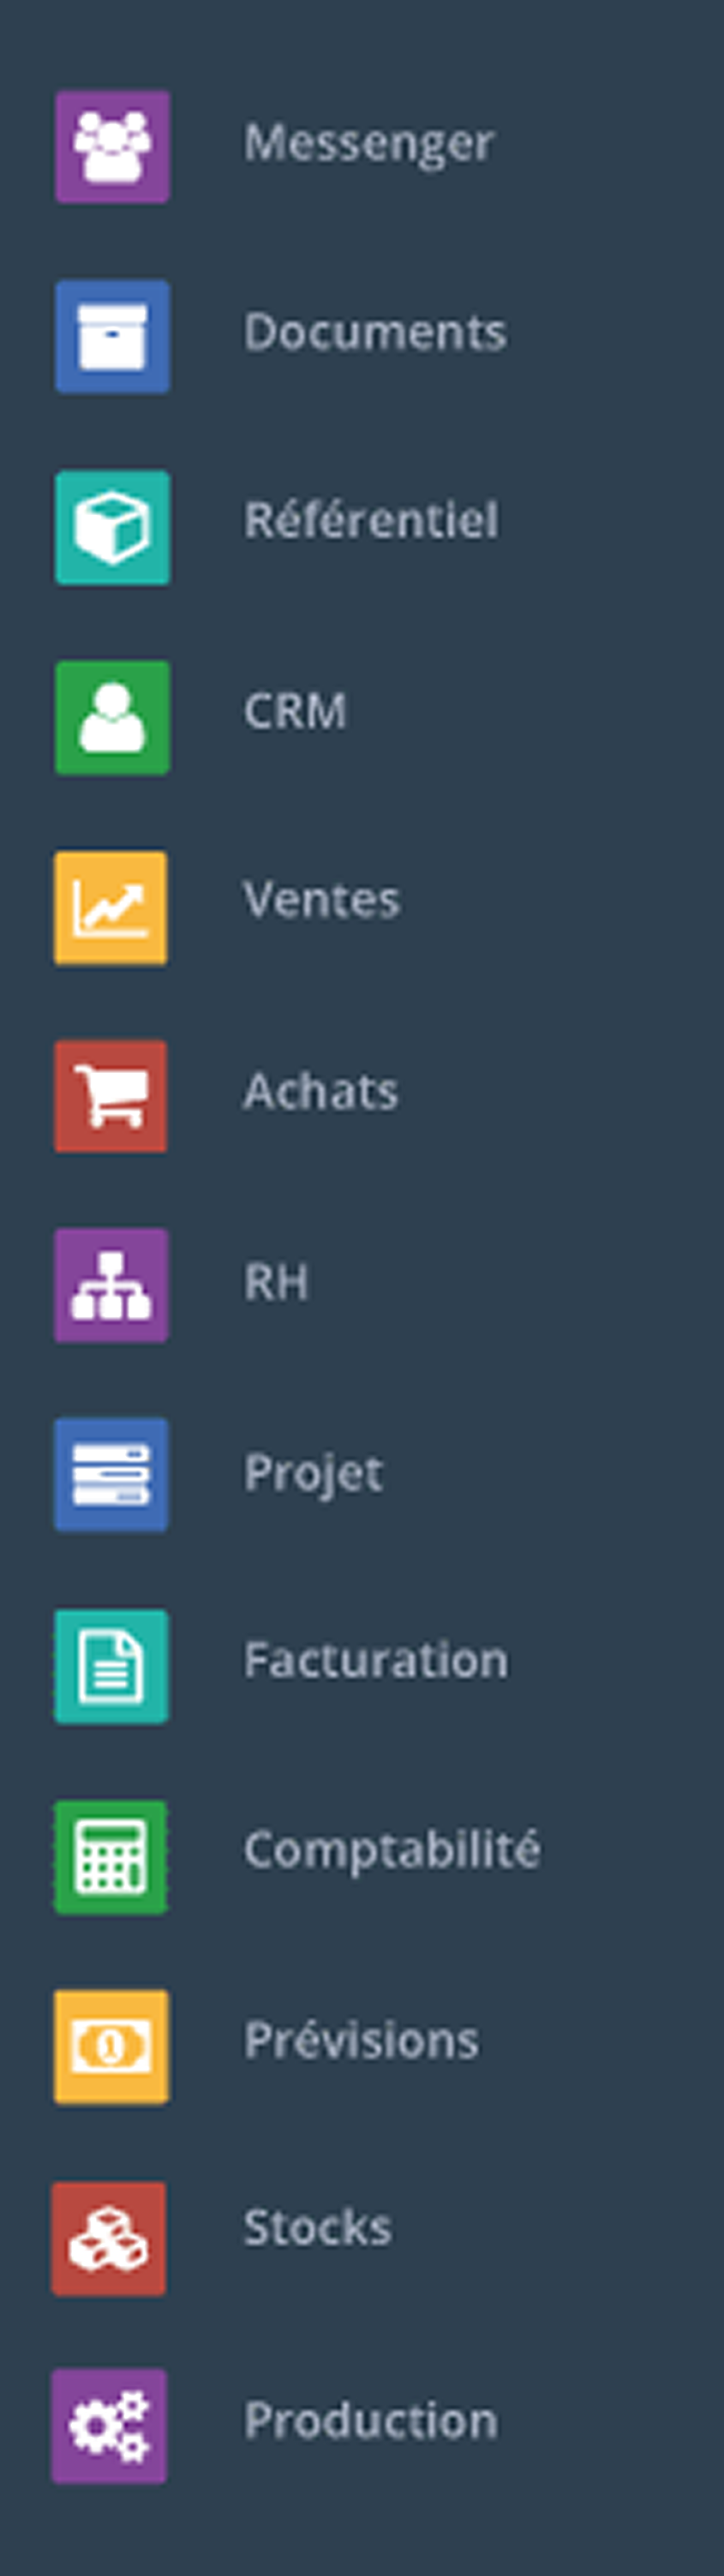 Messenger
Documents
Référentiel
CRM
Ventes
Achats
RH
Projet
Facturation
Comptabilité
Prévisions
Stocks
Production